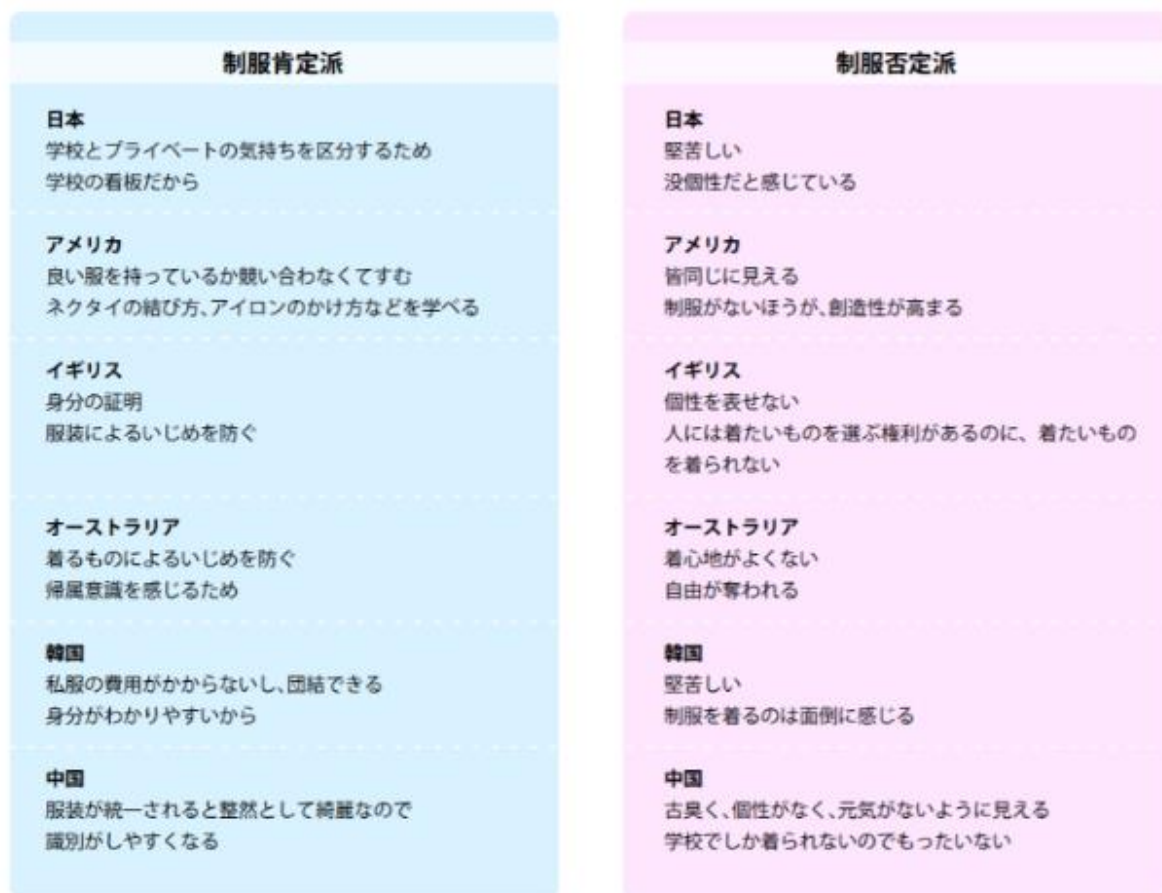 制服肯定派
日本
学校とプライベートの気持ちを区分するため
学校の看板だから
アメリカ
良い服を持っているか競い合わなくてすむ
ネクタイの結び方、アイロンのかけ方などを学べる
イギリス
身分の証明
服装によるいじめを防ぐ
オーストラリア
着るものによるいじめを防ぐ
帰属意識を感じるため
韓国
私服の費用がかからないし、団結できる
身分がわかりやすいから
中国
服装が統一されると整然として綺麗なので
識別がしやすくなる
制服否定派
日本
堅苦しい
没個性だと感じている
アメリカ
皆同じに見える
制服がないほうが、創造性が高まる
イギリス
個性を表せない
人には着たいものを選ぶ権利があるのに、着たいもの
を着られない
オーストラリア
着心地がよくない
自由が奪われる
韓国
堅苦しい
制服を着るのは面倒に感じる
中国
古臭く、個性がなく、元気がないように見える
学校でしか着られないのでもったいない